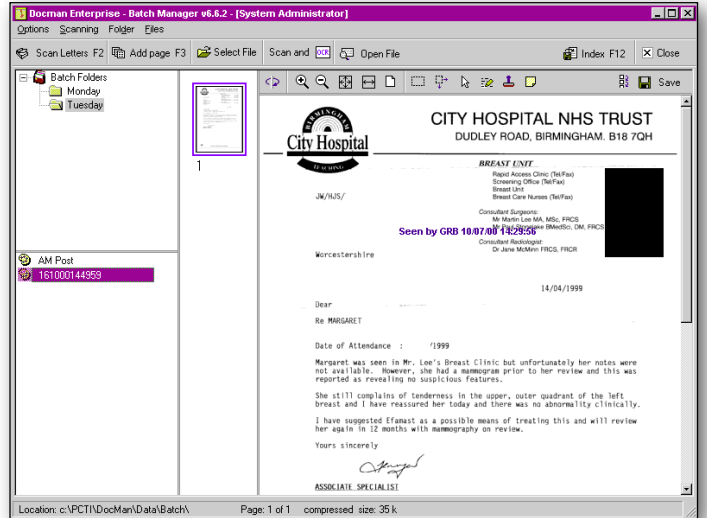 Docman Enterprise - Batch Manager v6.6.2 - [System Administrator]
Options Scanning Folder Files
Scan Letters F2 Add page F3 Select File Scan and OCR Open File Index F12 Close
Batch Folders
Monday
Tuesday
AM Post
161000144959
1
Save
BIRMINGHAM
City Hospital
TEACHING
CITY HOSPITAL NHS TRUST
DUDLEY ROAD, BIRMINGHAM. B18 7QH
BREAST UNIT
Rapid Access Clinic (Tel/Fax)
Screening Office (Tel/Fax)
Breast Unit
Breast Care Nurses (Tel/Fax)
JW/HJS/
Consultant Surgeons:
Mr Martin Lee MA, MSc, FRCS
Mr Paul BMedSci, DM, FRCS
Seen by GRB 10/07/00 14:29:56
Consultant Radiologist:
Dr Jane McMinn FRCS, FRCR
Worcestershire
14/04/1999
Dear
Re MARGARET
Date of Attendance : /1999
Margaret was seen in Mr. Lee's Breast Clinic but unfortunately her notes were
not available. However, she had a mammogram prior to her review and this was
reported as revealing no suspicious features.
She still complains of tenderness in the upper, outer quadrant of the left
breast and I have reassured her today and there was no abnormality clinically.
I have suggested Efamast as a possible means of treating this and will review
her again in 12 months with mammography on review.
Yours sincerely
ASSOCIATE SPECIALIST
Location: c:\PCTI\DocMan\Data\Batch\ Page: 1 of 1 compressed size: 35 k